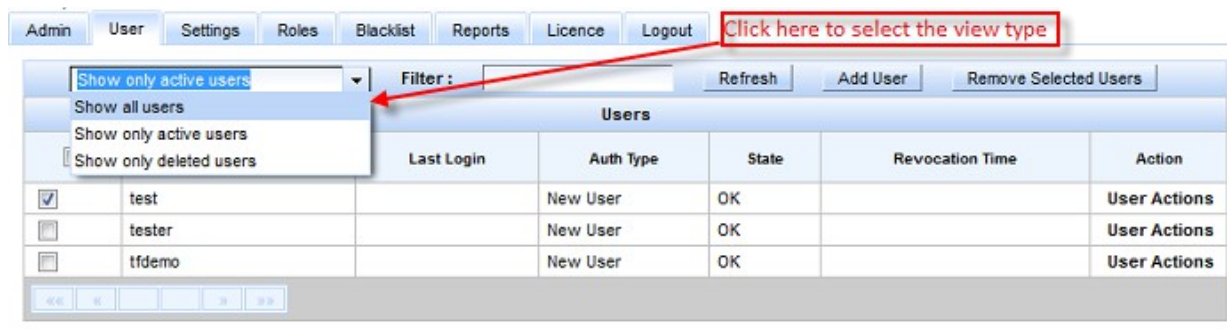 Admin User Settings Roles Blacklist Reports Licence Logout Click here to select the view type
Show only active users Filter : Refresh Add User Remove Selected Users
Show all users
Users
Show only active users
Show only deleted users Last Login Auth Type State Revocation Time Action
test New User OK User Actions
tester New User OK User Actions
tfdemo New User OK User Actions
«« « » »»